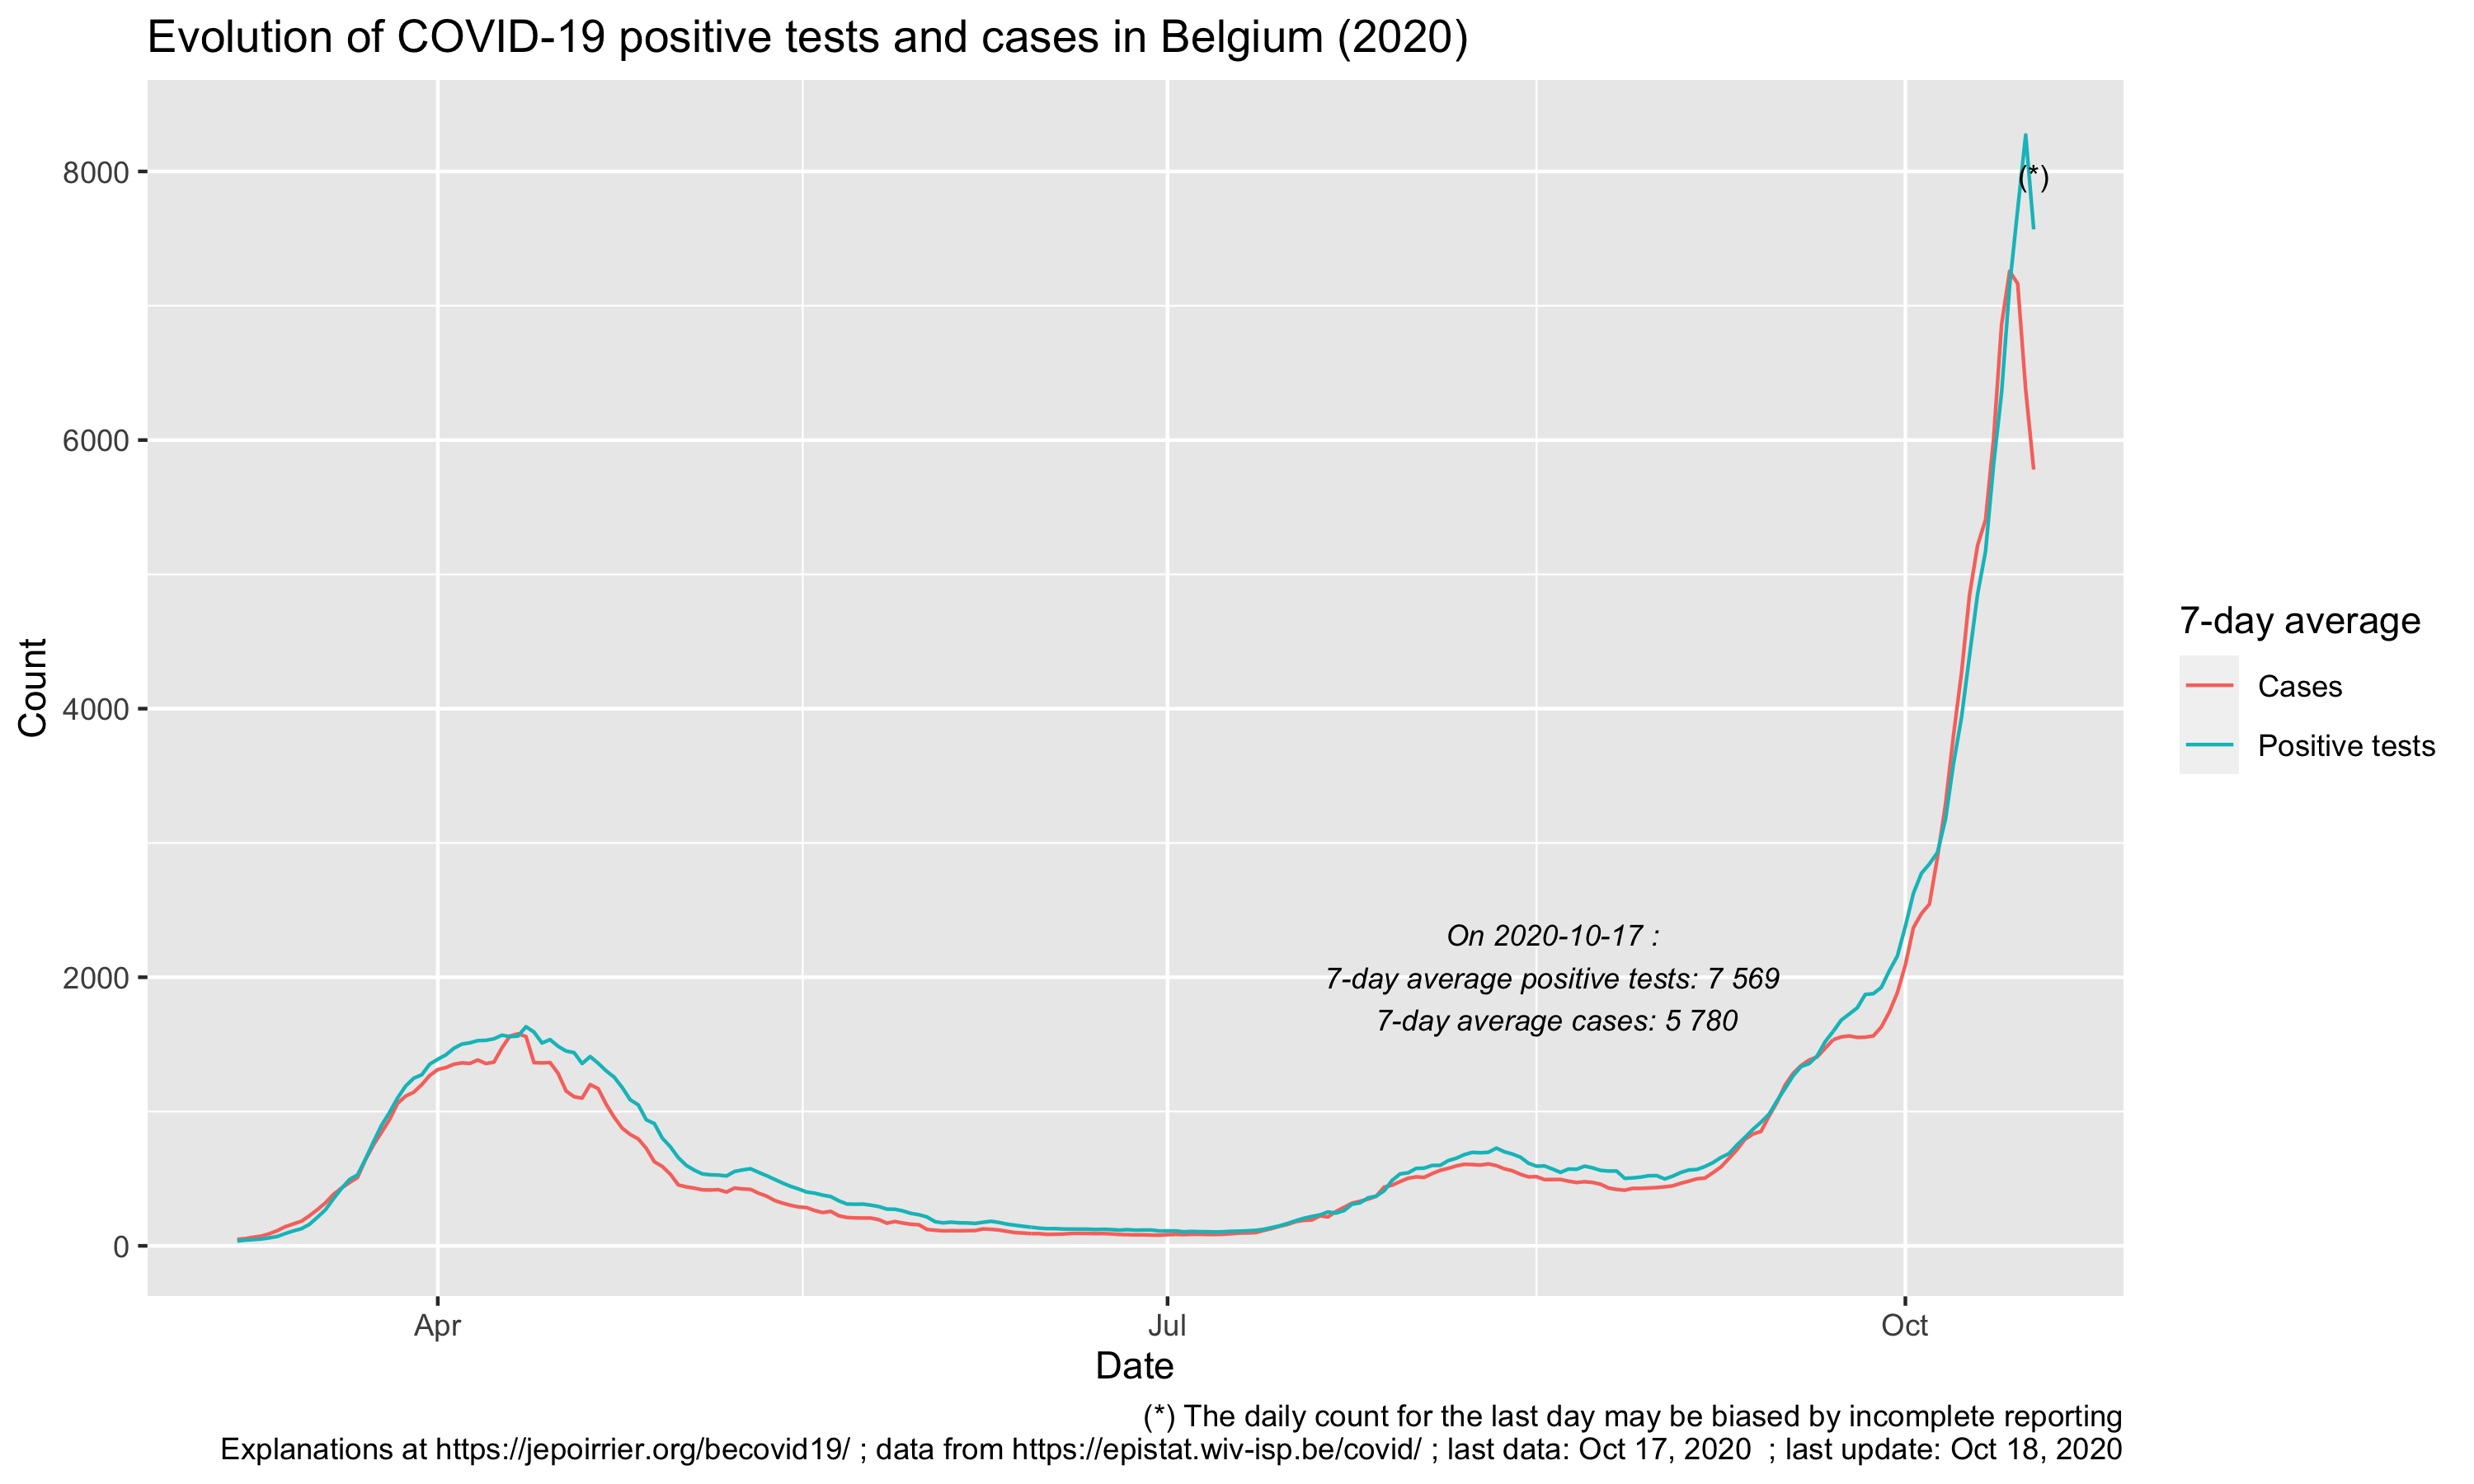 Evolution of COVID-19 positive tests and cases in Belgium (2020)
8000
6000
4000
2000
0
Count
(*)
On 2020-10-17 :
7-day average positive tests: 7 569
7-day average cases: 5 780
7-day average
Cases
Positive tests
Apr
Jul
Oct
Date
(*) The daily count for the last day may be biased by incomplete reporting
Explanations at https://jepoirrier.org/becovid19/ ; data from https://epistat.wiv-isp.be/covid/ ; last data: Oct 17, 2020  ; last update: Oct 18, 2020